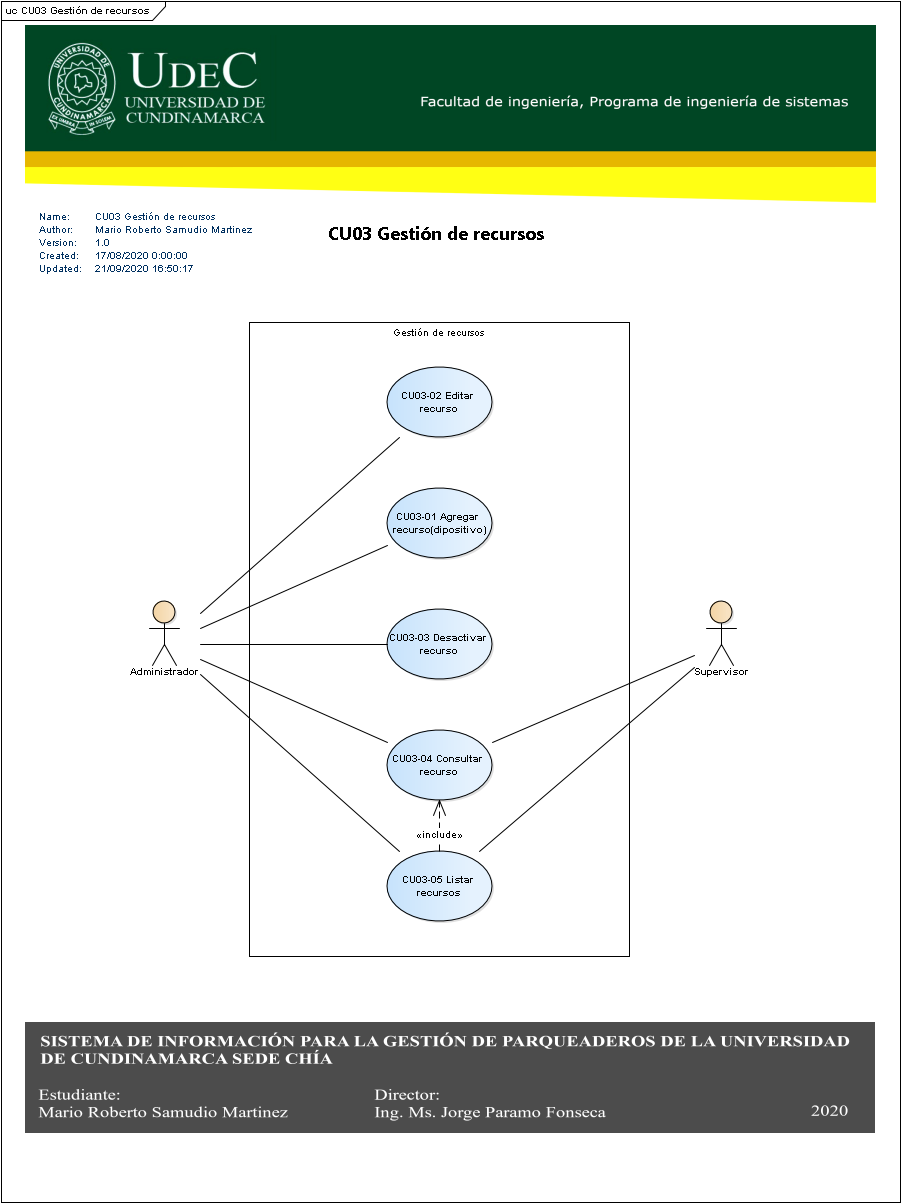 uc CU03 Gestión de recursos
UNIVERSIDAD DE CUNDINAMARCA
EX UMBRA IN SOLEM
UDEC
UNIVERSIDAD DE
CUNDINAMARCA
Facultad de ingeniería, Programa de ingeniería de sistemas
Name: CU03 Gestión de recursos
Author: Mario Roberto Samudio Martinez
Version: 1.0
Created: 17/08/2020 0:00:00
Updated: 21/09/2020 16:50:17
CU03 Gestión de recursos
Gestión de recursos
CU03-02 Editar
recurso
CU03-01 Agregar
recurso(dipositivo)
CU03-03 Desactivar
recurso
Administrador
Supervisor
CU03-04 Consultar
recurso
«include»
CU03-05 Listar
recursos
SISTEMA DE INFORMACIÓN PARA LA GESTIÓN DE PARQUEADEROS DE LA UNIVERSIDAD
DE CUNDINAMARCA SEDE CHÍA
Estudiante:
Mario Roberto Samudio Martinez
Director:
Ing. Ms. Jorge Paramo Fonseca
2020